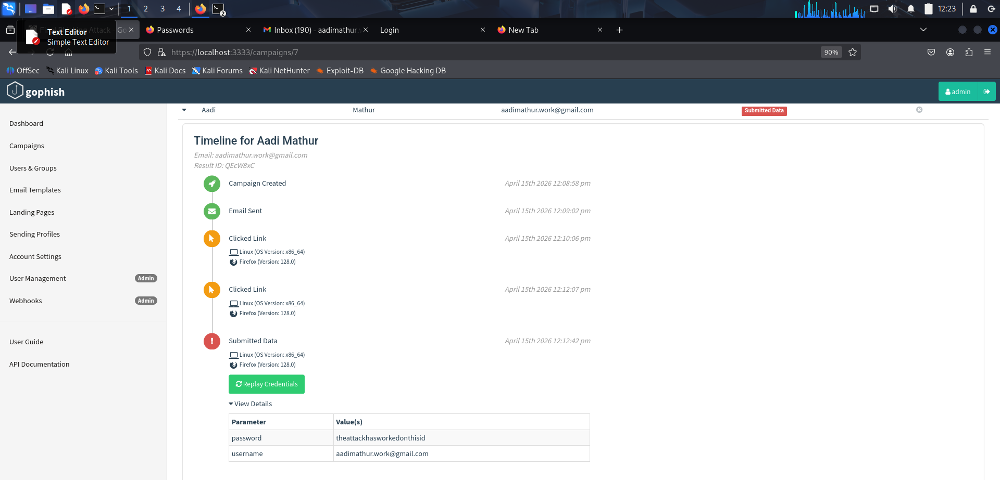 1 2 3 4 2 12:23
Final Phishing Attack - Go Passwords Inbox (190) - aadimathur. Login New Tab
Text Editor
Simple Text Editor
https://localhost:3333/campaigns/7 90%
OffSec Kali Linux Kali Tools Kali Docs Kali Forums Kali NetHunter Exploit-DB Google Hacking DB
gophish admin
Aadi Mathur aadimathur.work@gmail.com Submitted Data
Dashboard
Campaigns
Users & Groups
Email Templates
Landing Pages
Sending Profiles
Account Settings
User Management Admin
Webhooks Admin
User Guide
API Documentation
Timeline for Aadi Mathur
Email: aadimathur.work@gmail.com
Result ID: QEcW8xC
Campaign Created April 15th 2026 12:08:58 pm
Email Sent April 15th 2026 12:09:02 pm
Clicked Link April 15th 2026 12:10:06 pm
Linux (OS Version: x86_64)
Firefox (Version: 128.0)
Clicked Link April 15th 2026 12:12:07 pm
Linux (OS Version: x86_64)
Firefox (Version: 128.0)
Submitted Data April 15th 2026 12:12:42 pm
Linux (OS Version: x86_64)
Firefox (Version: 128.0)
Replay Credentials
View Details
Parameter Value(s)
password theattackhasworkedonthisid
username aadimathur.work@gmail.com